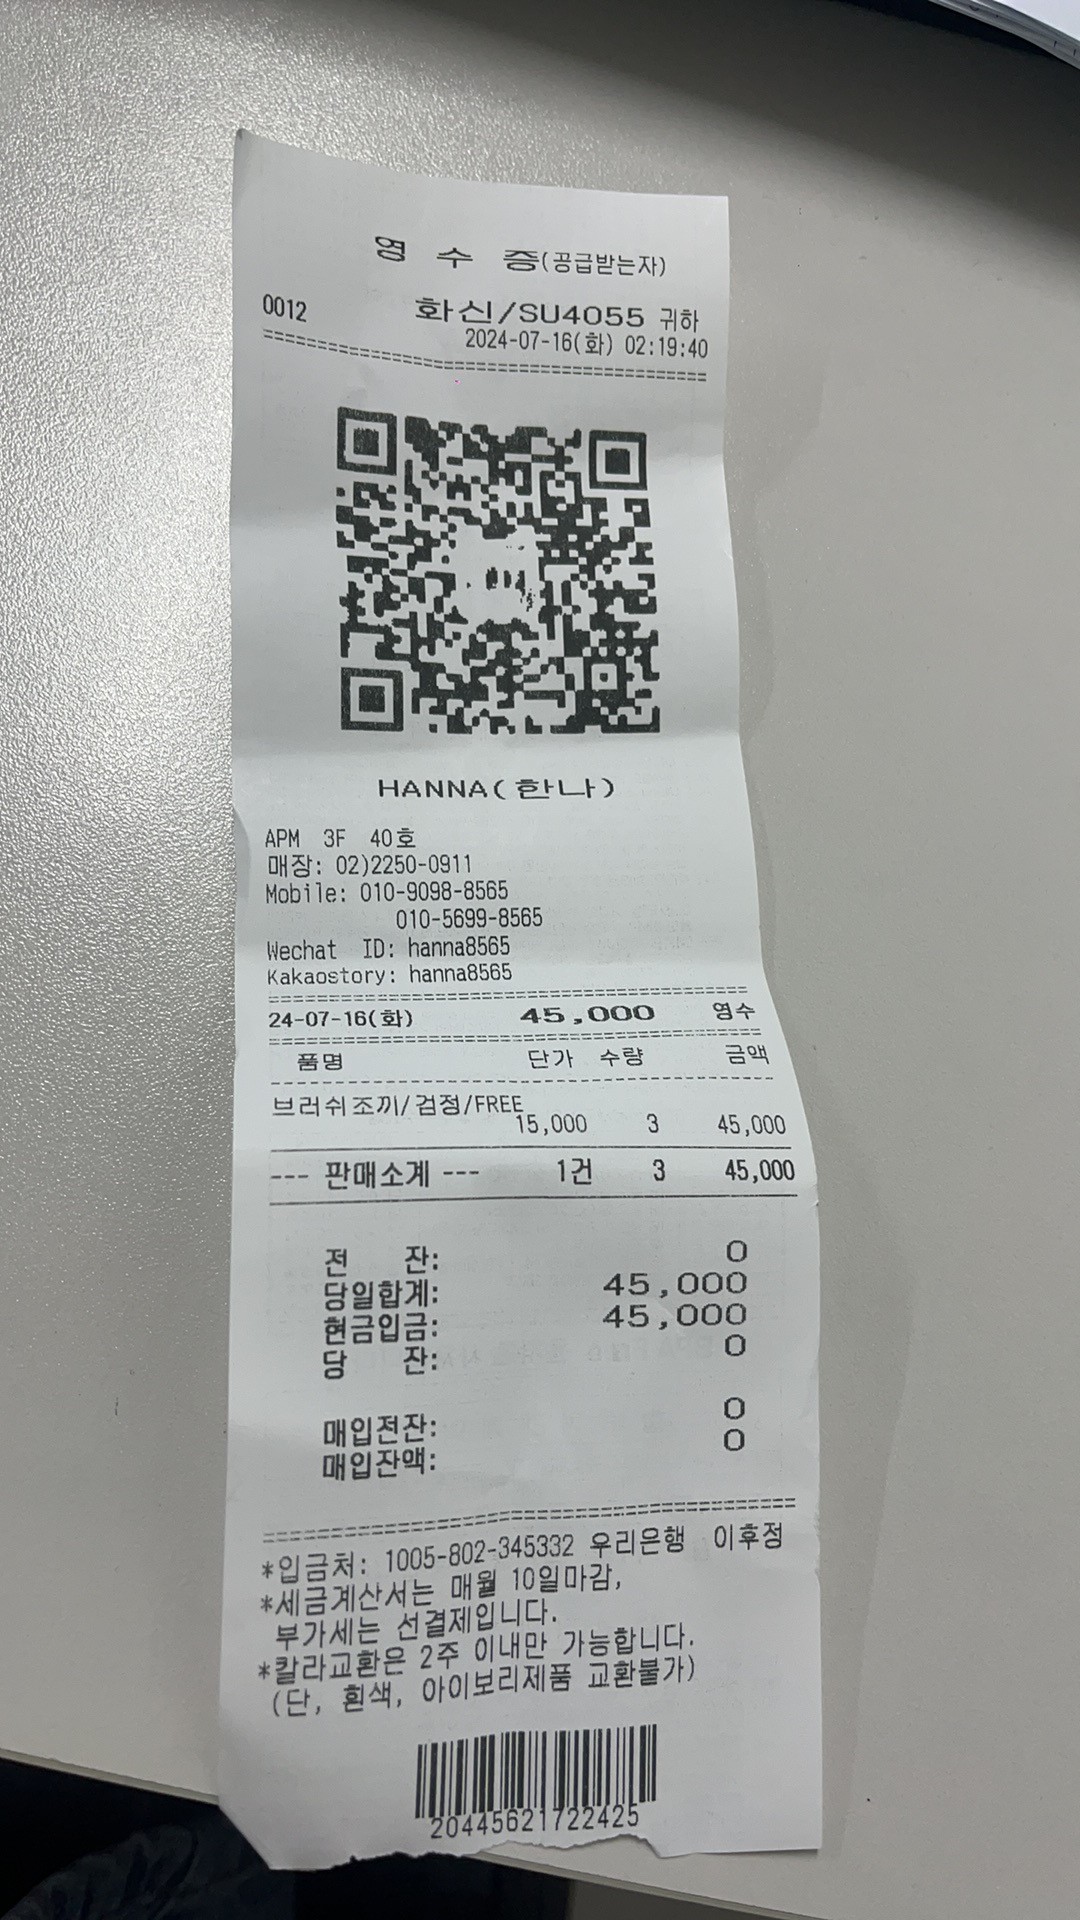 영 수 증(공급받는자)
0012 화신/SU4055 귀하
2024-07-16(화) 02:19:40
HANNA(한나)
APM 3F 40호
매장: 02)2250-0911
Mobile: 010-9098-8565
010-5699-8565
Wechat ID: hanna8565
Kakaostory: hanna8565
24-07-16(화) 45,000 영수
품명 단가 수량 금액
브러쉬조끼/검정/FREE
15,000 3 45,000
--- 판매소계 --- 1건 3 45,000
전 잔: 0
당일합계: 45,000
현금입금: 45,000
당 잔: 0
매입전잔: 0
매입잔액: 0
*입금처: 1005-802-345332 우리은행 이후정
*세금계산서는 매월 10일마감,
부가세는 선결제입니다.
*칼라교환은 2주 이내만 가능합니다.
(단, 흰색, 아이보리제품 교환불가)
20445621722425